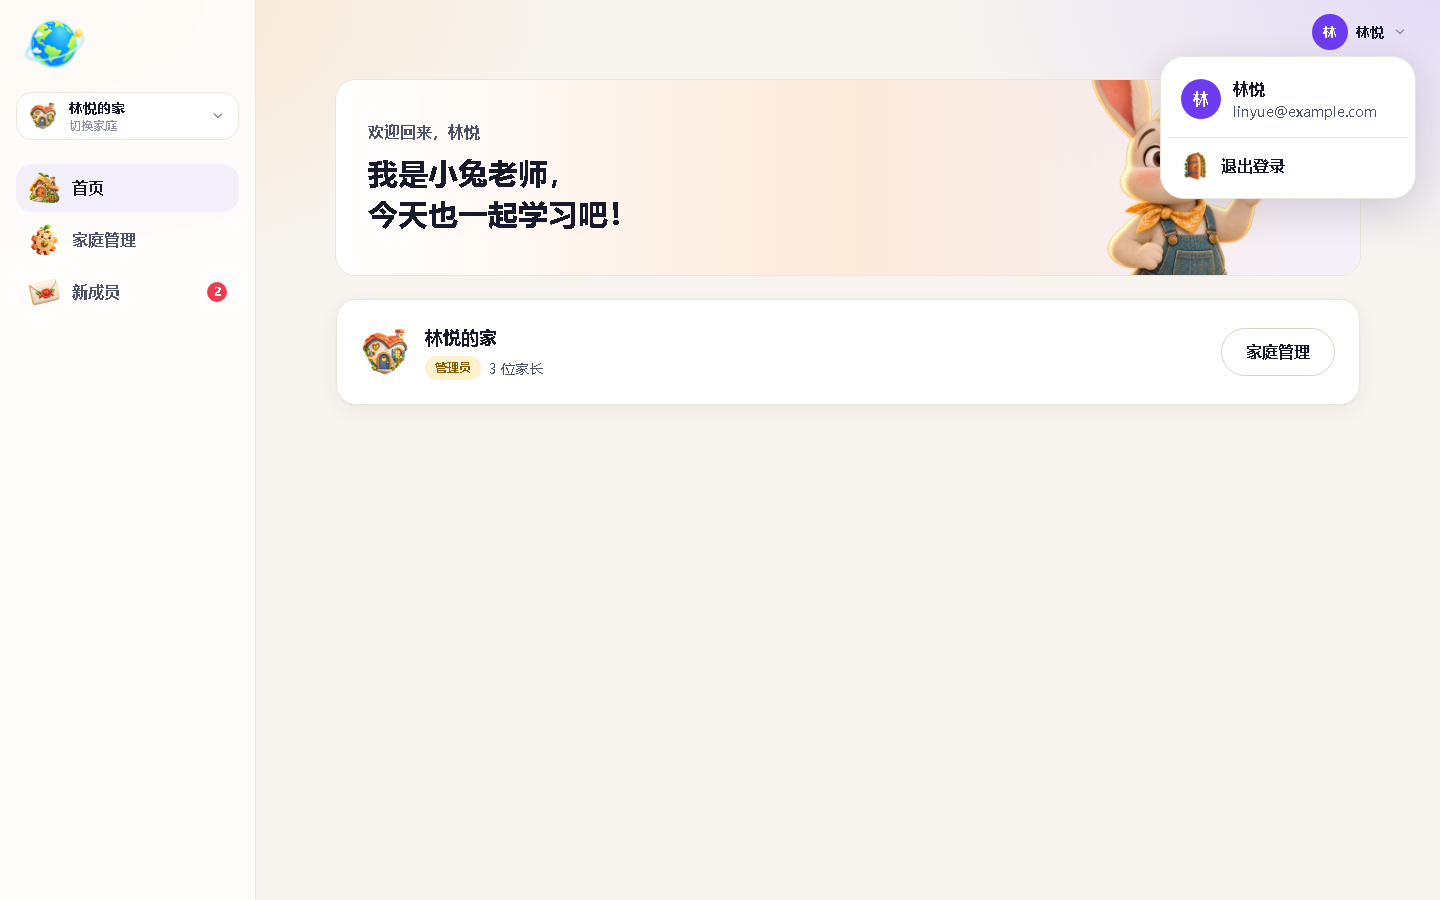 林悦的家
切换家庭
首页
家庭管理
新成员
2
林 林悦
林
林悦
linyue@example.com
退出登录
欢迎回来，林悦
我是小兔老师，
今天也一起学习吧！
林悦的家
管理员 3 位家长
家庭管理